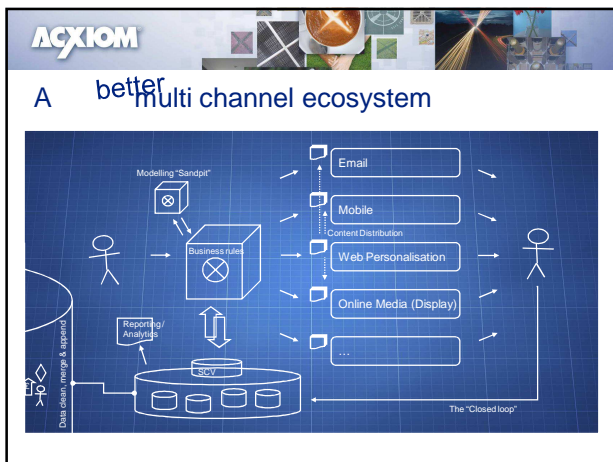 ACXIOM
A better multi channel ecosystem
Email
Modelling “Sandpit”
Mobile
Content Distribution
Business rules
Web Personalisation
Online Media (Display)
Reporting/
Analytics
...
SCV
Data clean, merge & append
The “Closed loop”